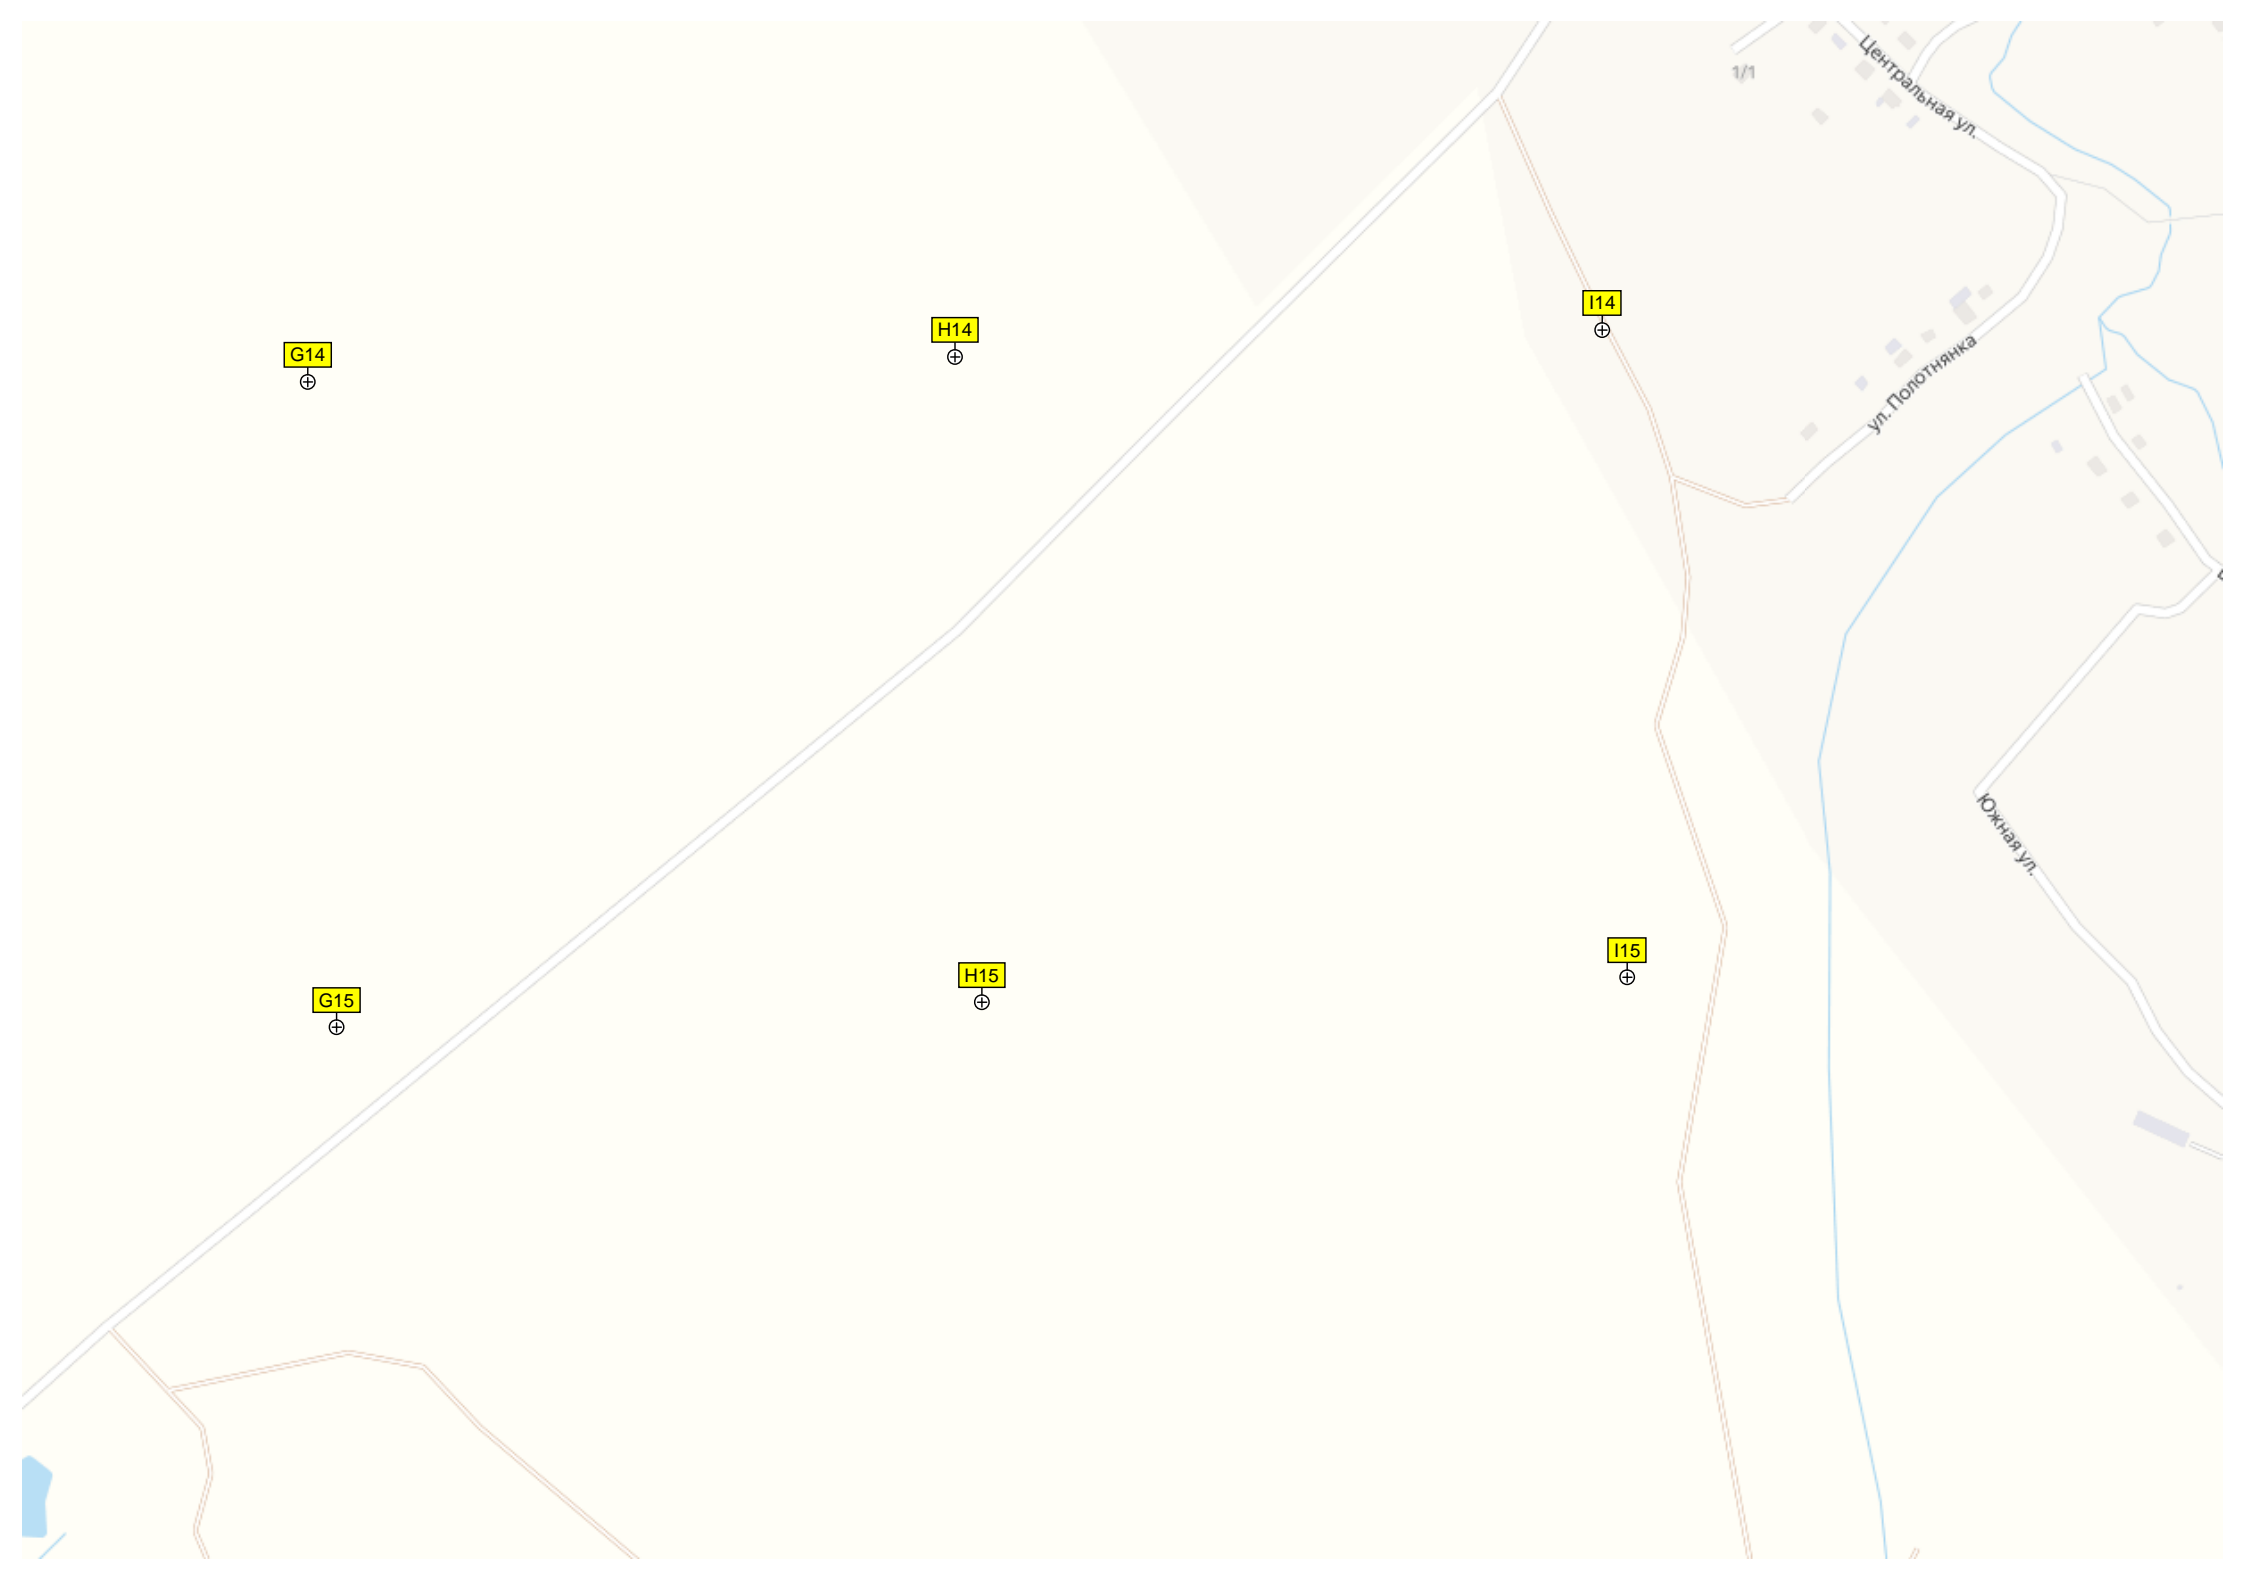 Центральная ул.
1/1
I14
H14
G14
ул. Полотнянка
Южная ул.
I15
H15
G15